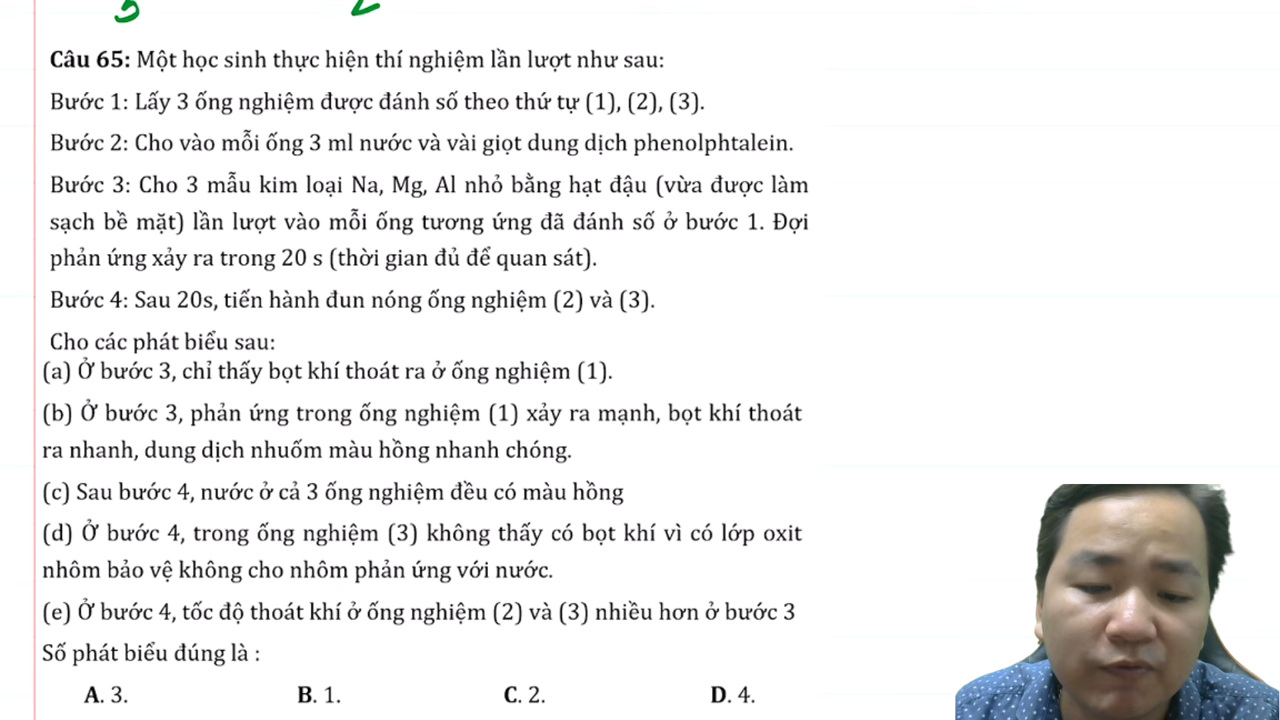 Câu 65: Một học sinh thực hiện thí nghiệm lần lượt như sau:
Bước 1: Lấy 3 ống nghiệm được đánh số theo thứ tự (1), (2), (3).
Bước 2: Cho vào mỗi ống 3 ml nước và vài giọt dung dịch phenolphtalein.
Bước 3: Cho 3 mẫu kim loại Na, Mg, Al nhỏ bằng hạt đậu (vừa được làm
sạch bề mặt) lần lượt vào mỗi ống tương ứng đã đánh số ở bước 1. Đợi
phản ứng xảy ra trong 20 s (thời gian đủ để quan sát).
Bước 4: Sau 20s, tiến hành đun nóng ống nghiệm (2) và (3).
Cho các phát biểu sau:
(a) Ở bước 3, chỉ thấy bọt khí thoát ra ở ống nghiệm (1).
(b) Ở bước 3, phản ứng trong ống nghiệm (1) xảy ra mạnh, bọt khí thoát
ra nhanh, dung dịch nhuốm màu hồng nhanh chóng.
(c) Sau bước 4, nước ở cả 3 ống nghiệm đều có màu hồng
(d) Ở bước 4, trong ống nghiệm (3) không thấy có bọt khí vì có lớp oxit
nhôm bảo vệ không cho nhôm phản ứng với nước.
(e) Ở bước 4, tốc độ thoát khí ở ống nghiệm (2) và (3) nhiều hơn ở bước 3
Số phát biểu đúng là :
A. 3. B. 1. C. 2. D. 4.